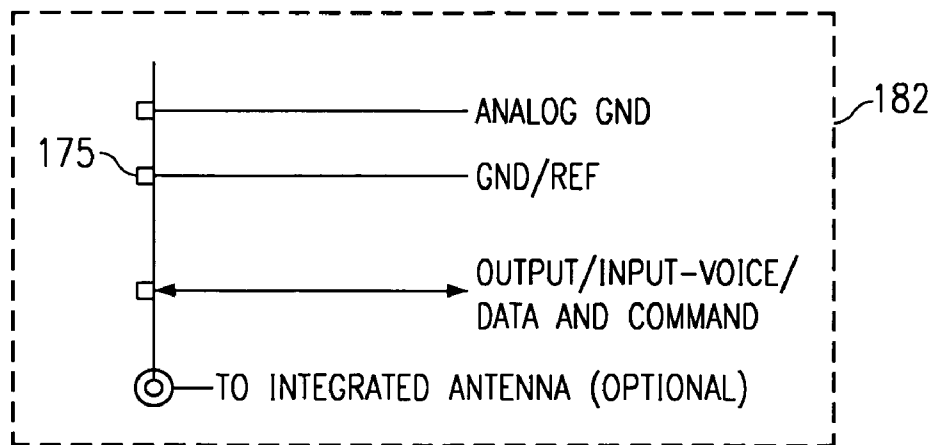 ANALOG GND
182
175
GND/REF
OUTPUT/INPUT-VOICE/
DATA AND COMMAND
TO INTEGRATED ANTENNA (OPTIONAL)